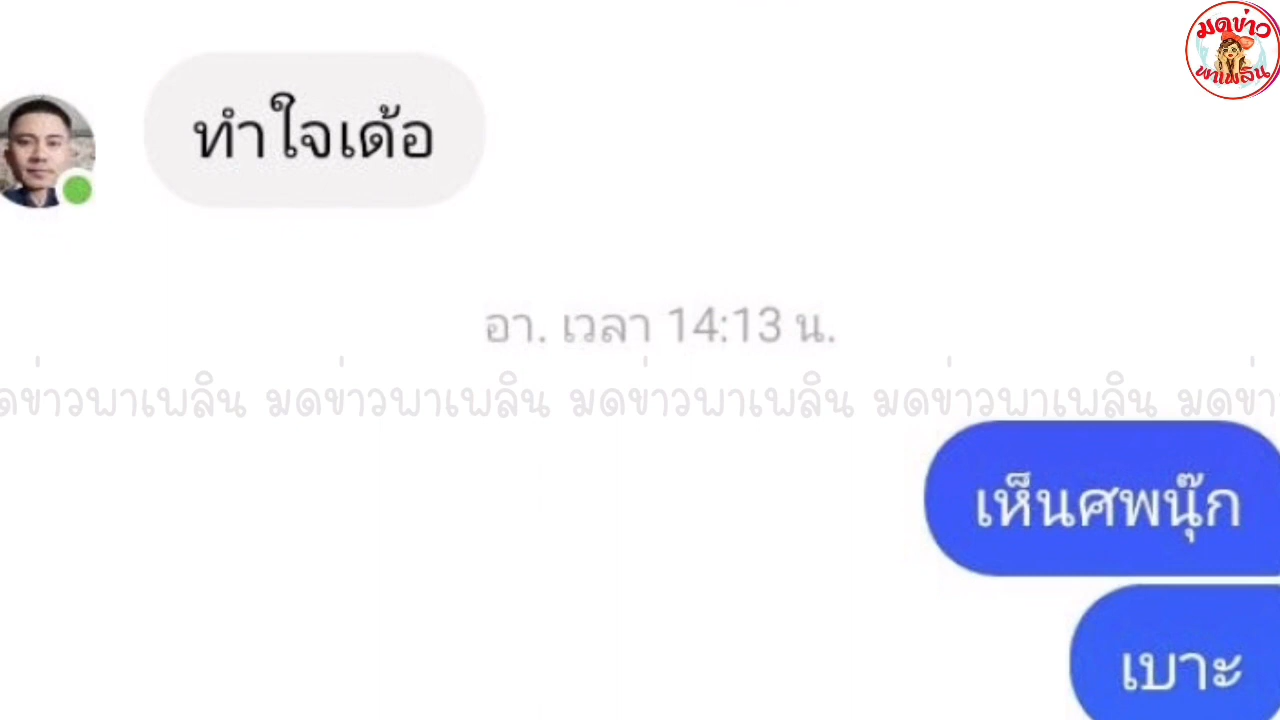 มดข่าว
พาเพลิน
ทำใจเด้อ
อา. เวลา 14:13 น.
ดข่าวพาเพลิน มดข่าวพาเพลิน มดข่าวพาเพลิน มดข่าวพาเพลิน มดข่า
เห็นศพนุ๊ก
เบาะ